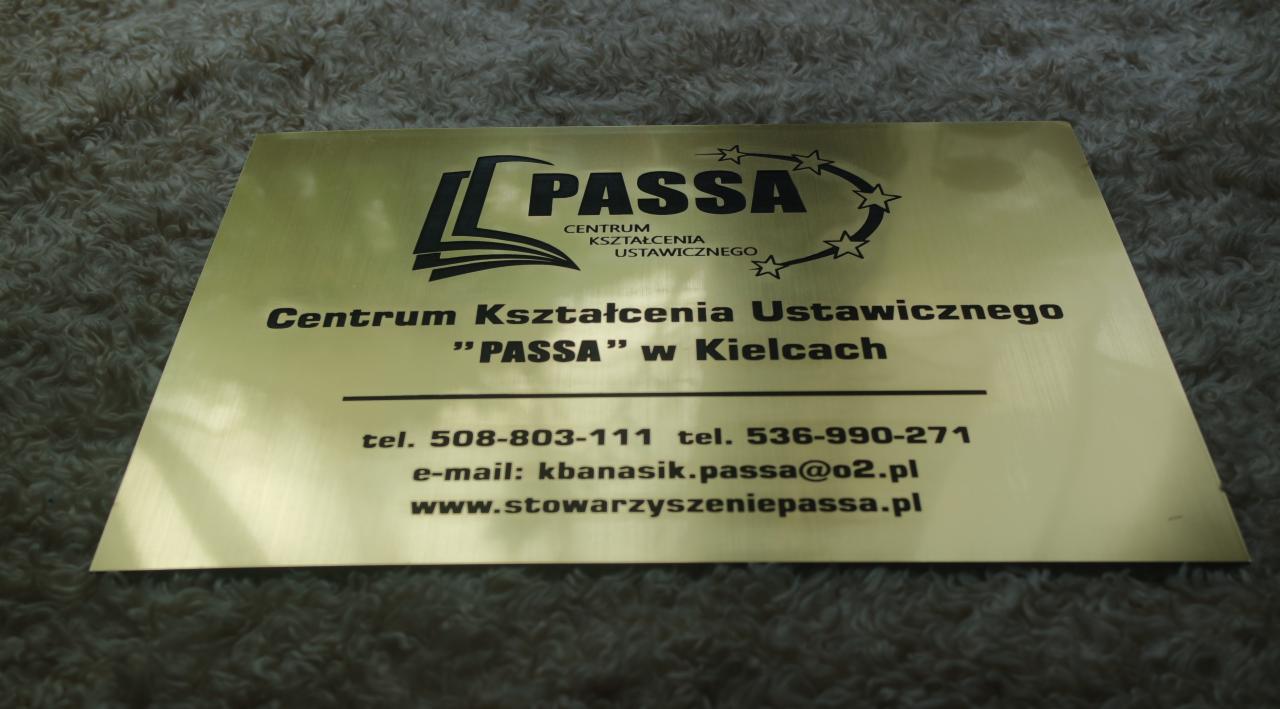 PASSA
CENTRUM
KSZTAŁCENIA
USTAWICZNEGO
Centrum Kształcenia Ustawicznego
”PASSA” w Kielcach
tel. 508-803-111 tel. 536-990-271
e-mail: kbanasik.passa@o2.pl
www.stowarzyszeniepassa.pl